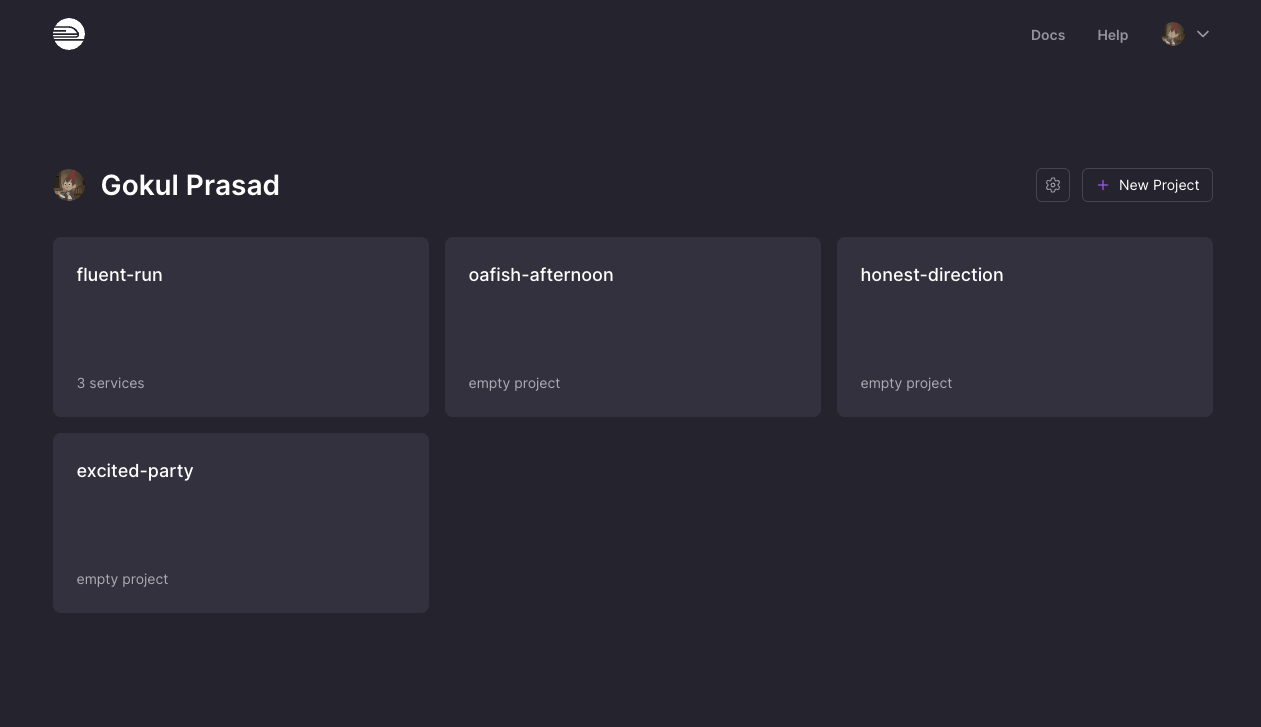 Docs Help
Gokul Prasad
New Project
fluent-run
oafish-afternoon
honest-direction
3 services
empty project
empty project
excited-party
empty project